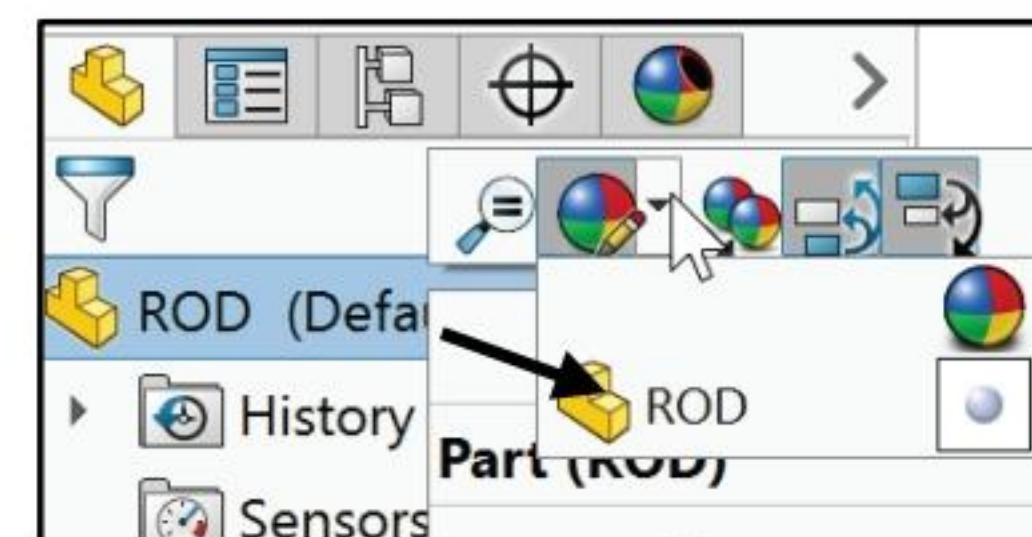 ROD (Defa
ROD
History
Part (ROD)
Sensors